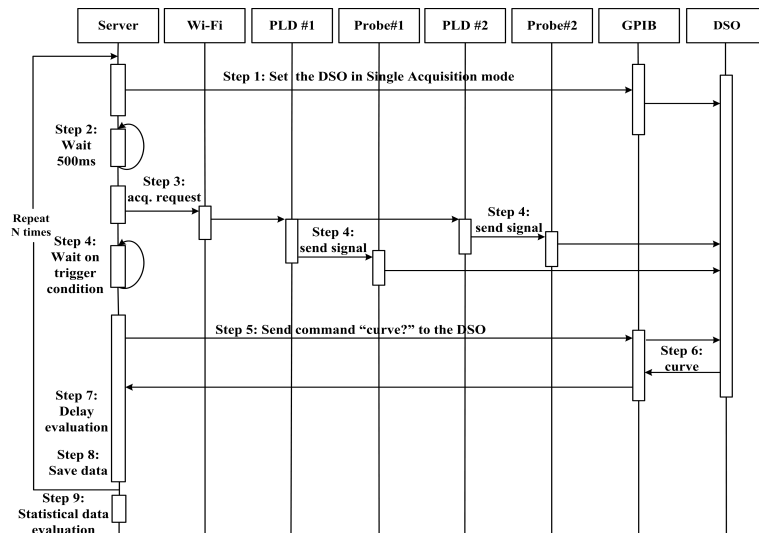 Server
Wi-Fi
PLD #1
Probe#1
PLD #2
Probe#2
GPIB
DSO
Step 1: Set the DSO in Single Acquisition mode
Step 2:
Wait
500ms
Step 3:
acq. request
Repeat
N times
Step 4:
send signal
Step 4:
send signal
Step 4:
Wait on
trigger
condition
Step 5: Send command “curve?” to the DSO
Step 6:
curve
Step 7:
Delay
evaluation
Step 8:
Save data
Step 9:
Statistical data
evaluation